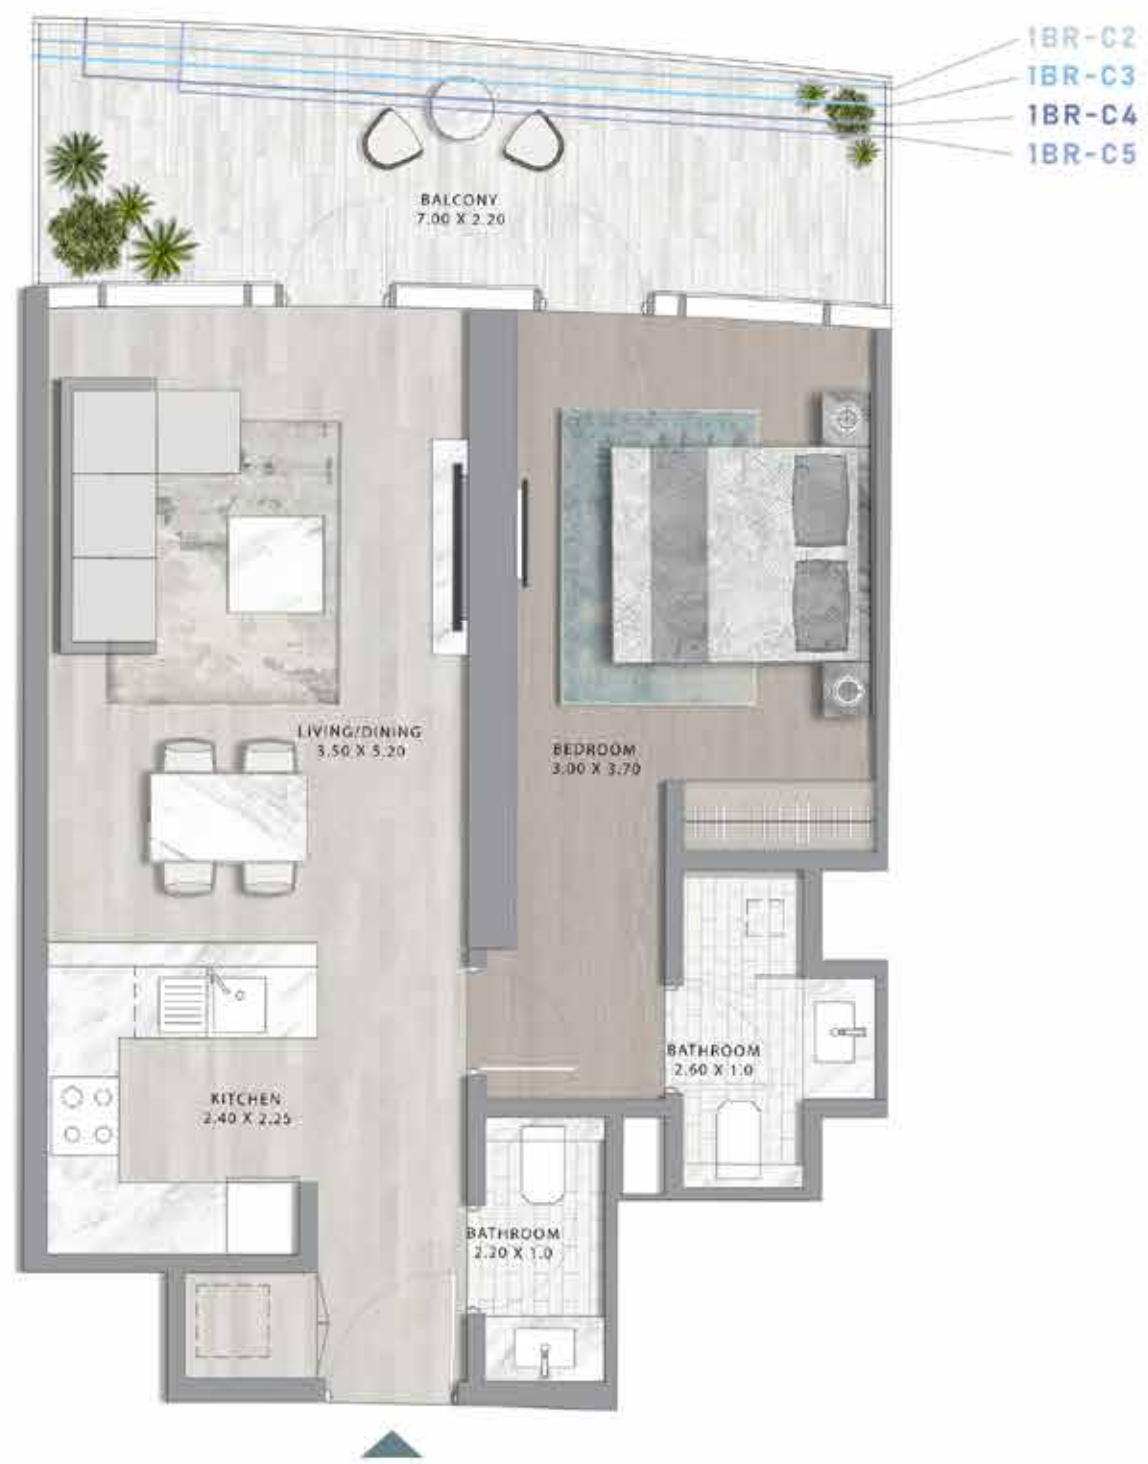 1BR-C2
1BR-C3
1BR-C4
1BR-C5
BALCONY
7.00 X 2.20
LIVING/DINING
3.50 X 5.20
BEDROOM
3.00 X 3.70
BATHROOM
2.60 X 1.0
KITCHEN
2.40 X 2.25
BATHROOM
2.20 X 1.0